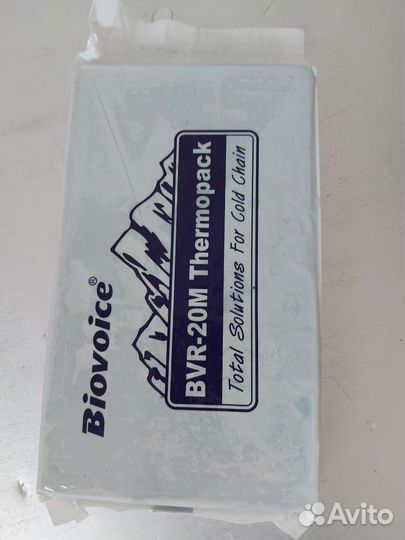 Biovoice®
BVR-20M Thermopack
Total Solutions For Cold Chain
Avito